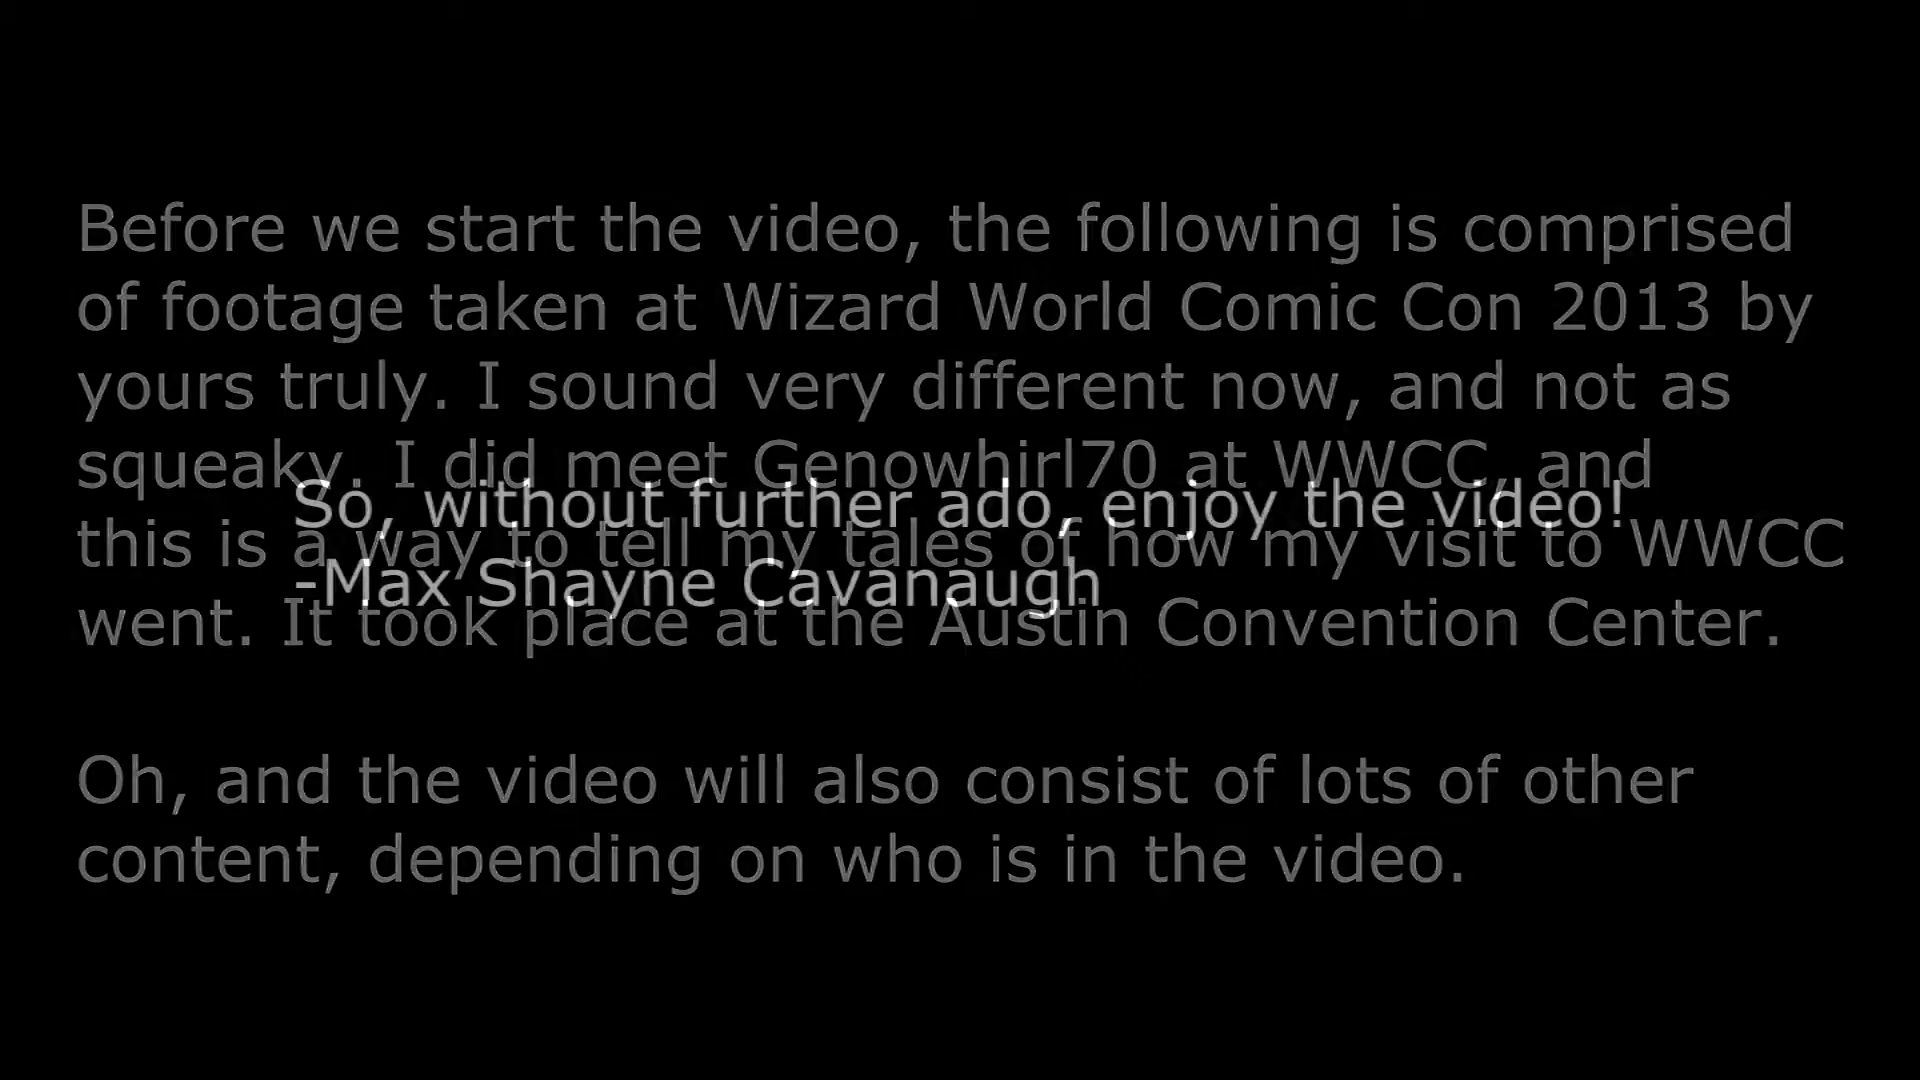 Before we start the video, the following is comprised
of footage taken at Wizard World Comic Con 2013 by
yours truly. I sound very different now, and not as
squeaky. I did meet Genowhirl70 at WWCC, and
this is a way to tell my tales of how my visit to WWCC
went. It took place at the Austin Convention Center.
Oh, and the video will also consist of lots of other
content, depending on who is in the video.
So, without further ado, enjoy the video!
-Max Shayne Cavanaugh